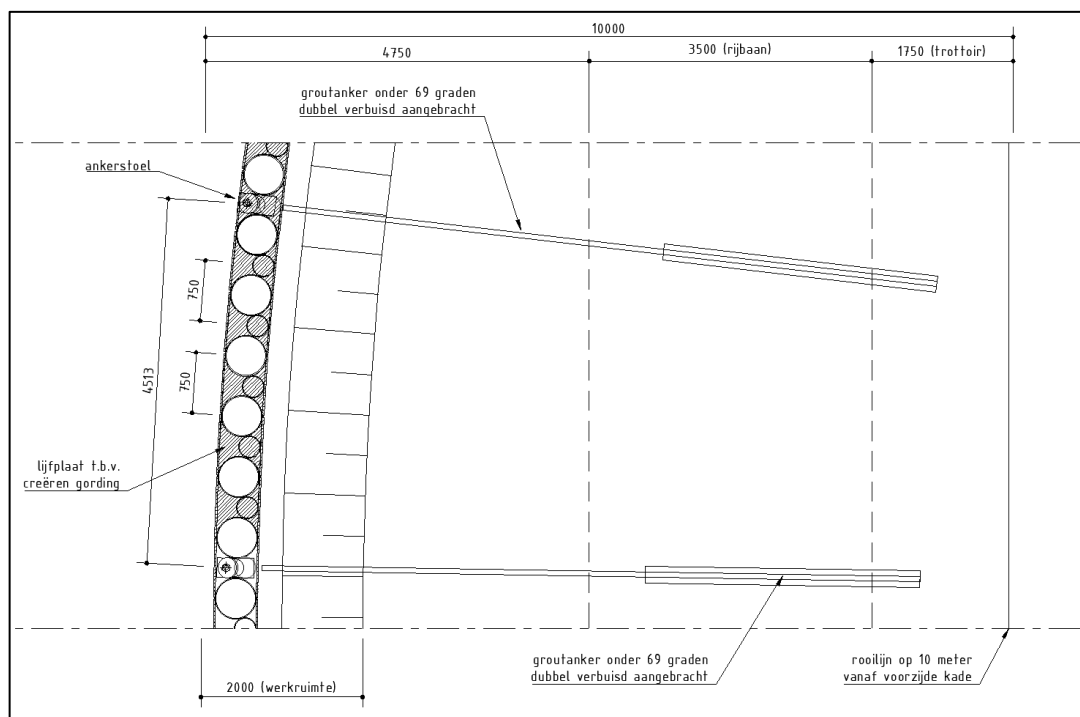 10000
4750
3500 (rijbaan)
1750 (trottoir)
groutanker onder 69 graden
dubbel verbuisd aangebracht
ankerstoel
750
4513
750
lijfplaat t.b.v.
creëren gording
groutanker onder 69 graden
dubbel verbuisd aangebracht
rooilijn op 10 meter
vanaf voorzijde kade
2000 (werkruimte)